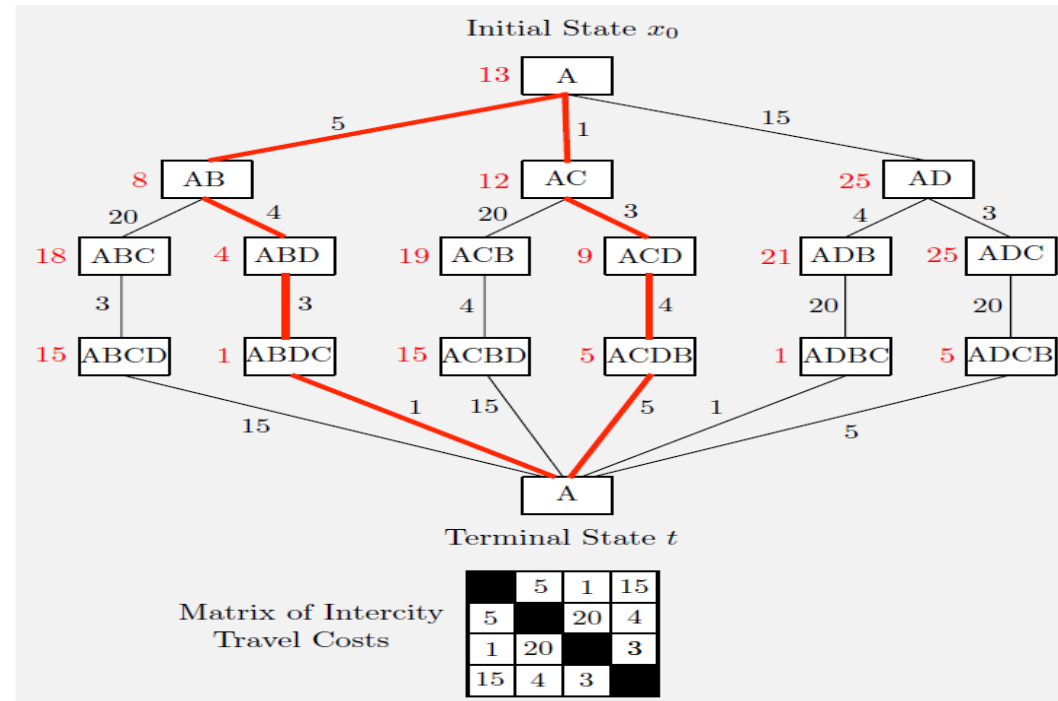 Initial State x₀
13 A
5 1 15
8 AB 12 AC 25 AD
20 4 20 3 4 3
18 ABC 4 ABD 19 ACB 9 ACD 21 ADB 25 ADC
3 3 4 4 20 20
15 ABCD 1 ABDC 15 ACBD 5 ACDB 1 ADBC 5 ADCB
15 1 15 5 1 5
A
Terminal State t
Matrix of Intercity
Travel Costs
5 1 15
5 20 4
1 20 3
15 4 3